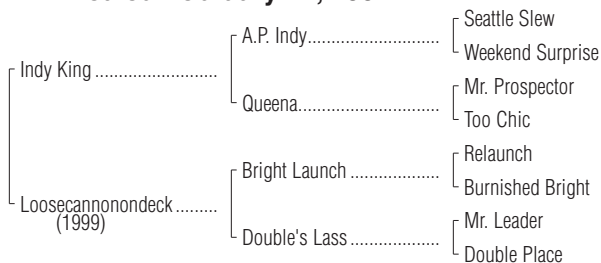 Seattle Slew
A.P. Indy
Weekend Surprise
Indy King
Mr. Prospector
Queena
Too Chic
Relaunch
Bright Launch
Burnished Bright
Loosecannonondeck
(1999)
Mr. Leader
Double's Lass
Double Place